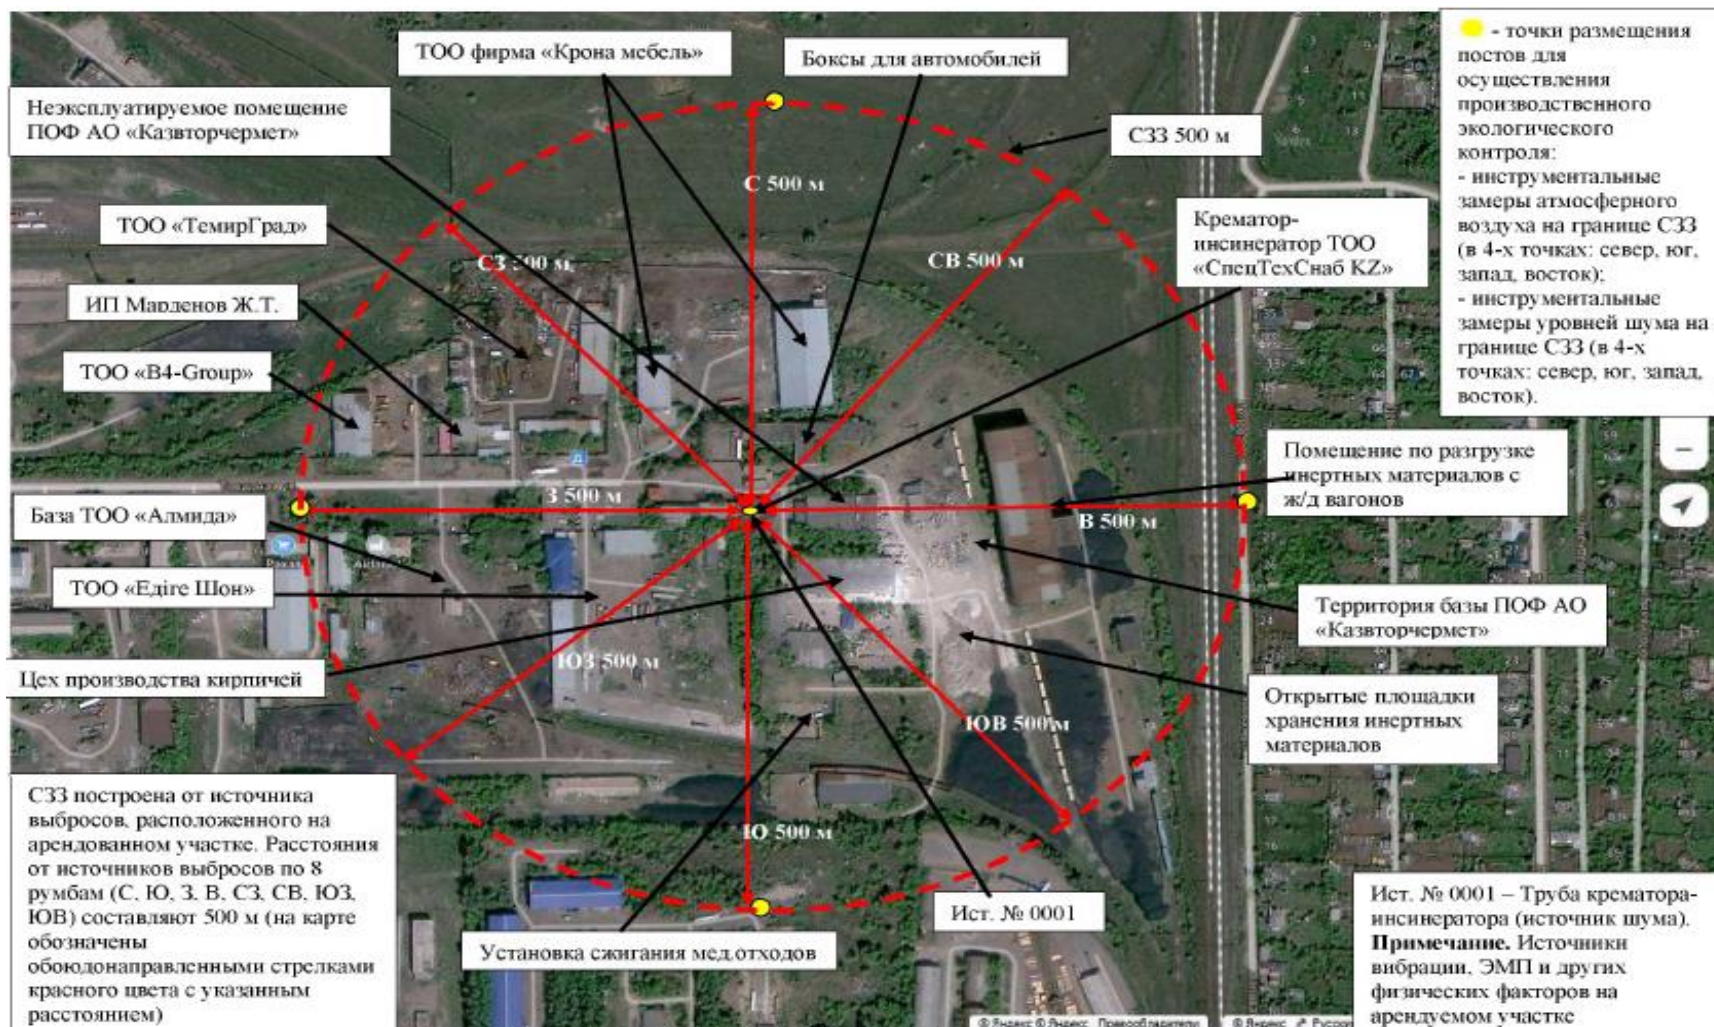 ТОО фирма «Крона мебель»
Боксы для автомобилей
Неэксплуатируемое помещение
ПОФ АО «Казвторчермет»
СЗЗ 500 м
- точки размещения
постов для
осуществления
производственного
экологического
контроля:
- инструментальные
замеры атмосферного
воздуха на границе СЗЗ
(в 4-х точках: север, юг,
запад, восток);
- инструментальные
замеры уровней шума на
границе СЗЗ (в 4-х
точках: север, юг, запад,
восток).
С 500 м
ТОО «ТемирГрад»
СЗ 500 м
СВ 500 м
Крематор-
инсинератор ТОО
«СпецТехСнаб KZ»
ИП Марденов Ж.Т.
ТОО «B4-Group»
З 500 м
В 500 м
Помещение по разгрузке
инертных материалов с
ж/д вагонов
База ТОО «Алмида»
ТОО «Едіге Шон»
Территория базы ПОФ АО
«Казвторчермет»
Цех производства кирпичей
ЮЗ 500 м
ЮВ 500 м
Открытые площадки
хранения инертных
материалов
Ю 500 м
СЗЗ построена от источника
выбросов, расположенного на
арендованном участке. Расстояния
от источников выбросов по 8
румбам (С, Ю, З, В, СЗ, СВ, ЮЗ,
ЮВ) составляют 500 м (на карте
обозначены
обоюдонаправленными стрелками
красного цвета с указанным
расстоянием)
Установка сжигания мед.отходов
Ист. № 0001
Ист. № 0001 – Труба крематора-
инсинератора (источник шума).
Примечание. Источники
вибрации, ЭМП и других
физических факторов на
арендуемом участке
© Яндекс © Яндекс Правообладатели
© Яндекс